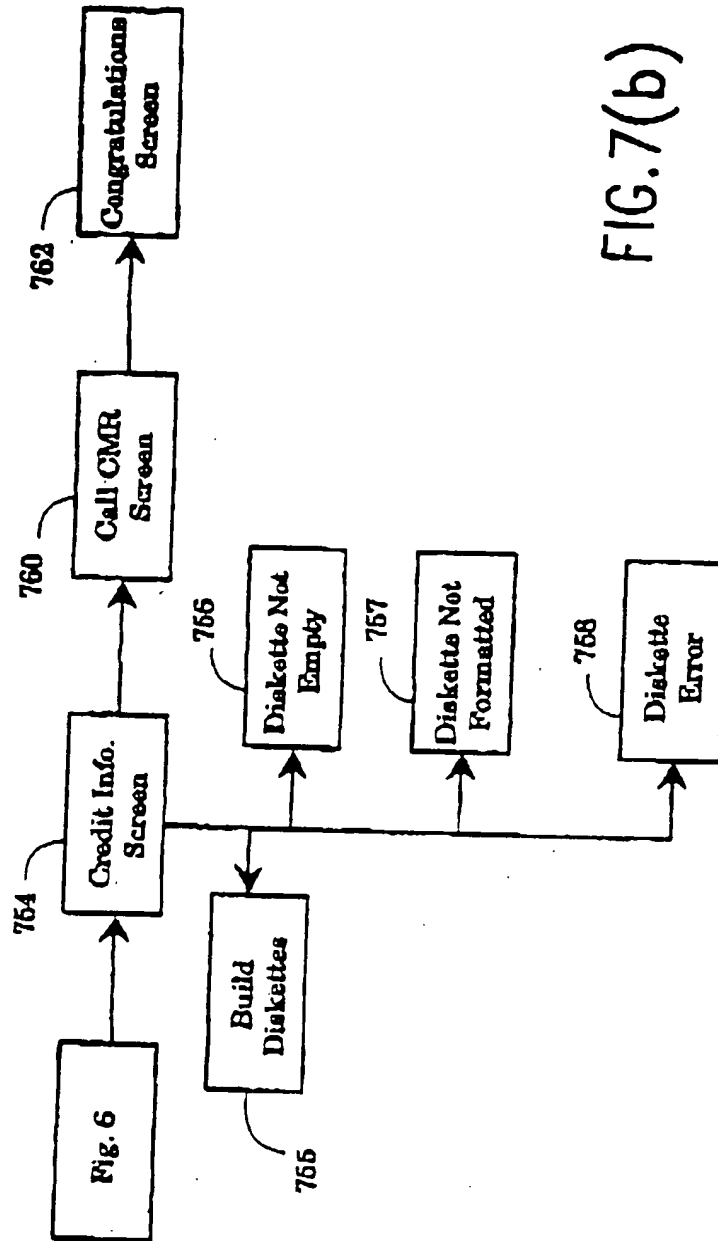 Fig. 6
754
Credit Info.
Screen
760
Call CMR
Screen
762
Congratulations
Screen
755
Build
Diskettes
756
Diskette Not
Empty
757
Diskette Not
Formatted
758
Diskette
Error
FIG.7(b)